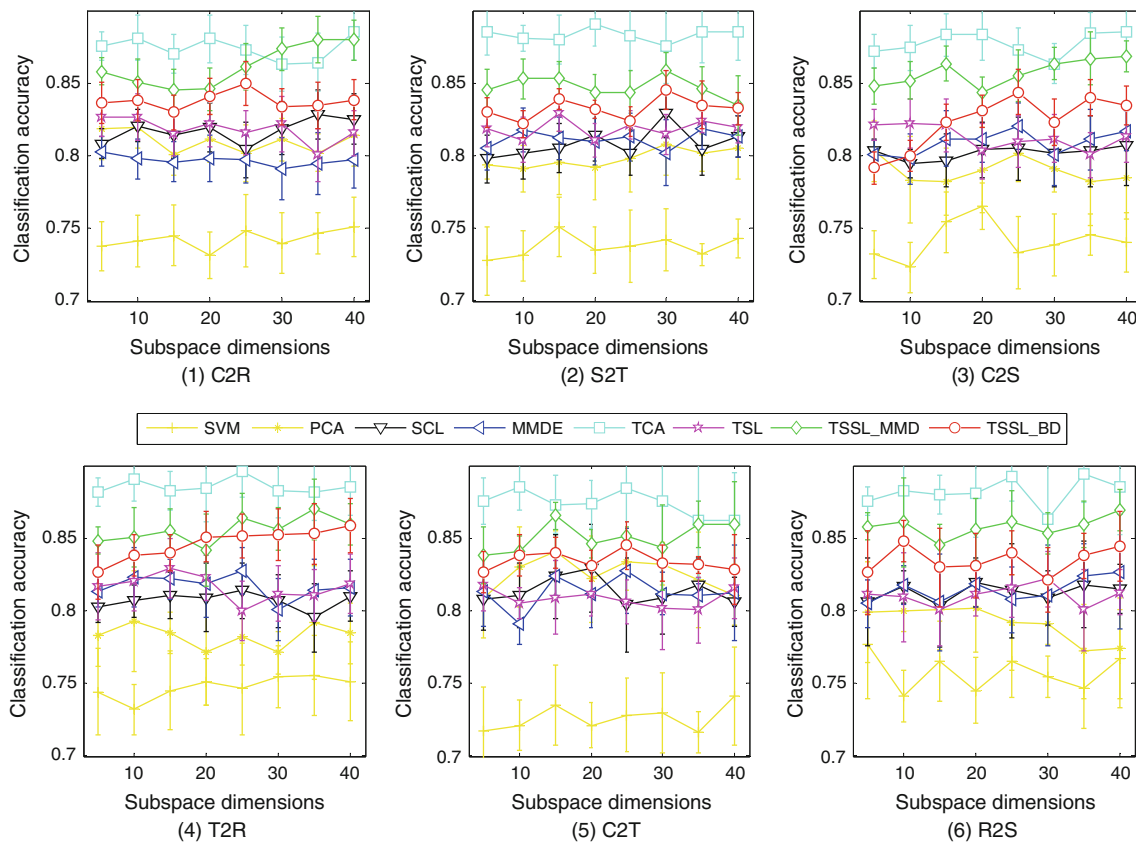 Classification accuracy
0.85
0.8
0.75
0.7
10 20 30 40
Subspace dimensions
(1) C2R
Classification accuracy
0.85
0.8
0.75
0.7
10 20 30 40
Subspace dimensions
(2) S2T
Classification accuracy
0.85
0.8
0.75
0.7
10 20 30 40
Subspace dimensions
(3) C2S
SVM PCA SCL MMDE TCA TSL TSSL_MMD TSSL_BD
Classification accuracy
0.85
0.8
0.75
0.7
10 20 30 40
Subspace dimensions
(4) T2R
Classification accuracy
0.85
0.8
0.75
0.7
10 20 30 40
Subspace dimensions
(5) C2T
Classification accuracy
0.85
0.8
0.75
0.7
10 20 30 40
Subspace dimensions
(6) R2S